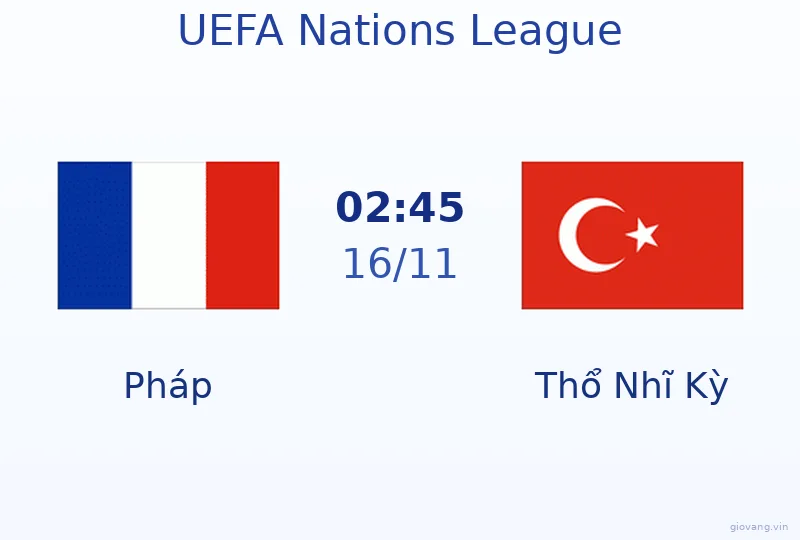 UEFA Nations League
02:45
16/11
Pháp
Thổ Nhĩ Kỳ
giovang.vin